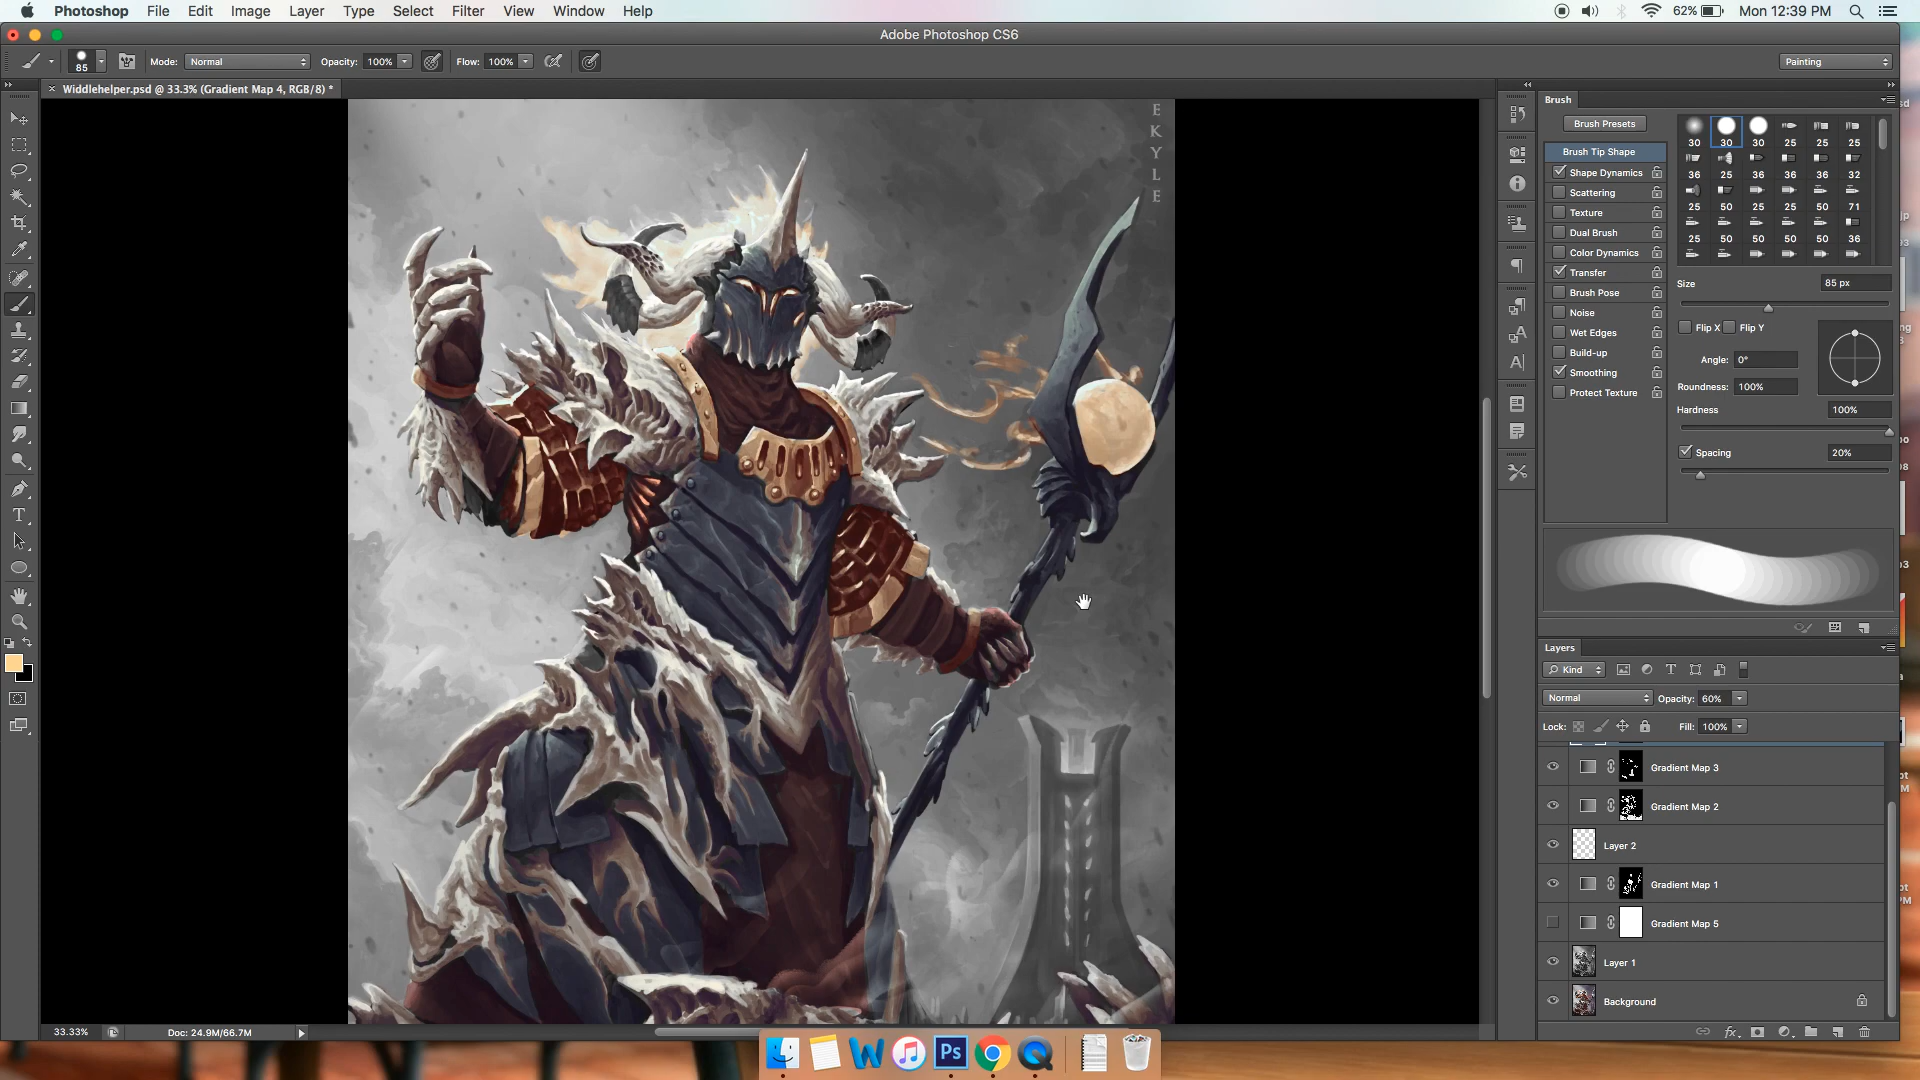 Photoshop File Edit Image Layer Type Select Filter View Window Help 62% Mon 12:39 PM
Adobe Photoshop CS6
85 Mode: Normal Opacity: 100% Flow: 100% Painting
× Widdlehelper.psd @ 33.3% (Gradient Map 4, RGB/8) *
Brush
Brush Presets
Brush Tip Shape
Shape Dynamics
Scattering
Texture
Dual Brush
Color Dynamics
Transfer
Brush Pose
Noise
Wet Edges
Build-up
Smoothing
Protect Texture
30 30 30 25 25 25
36 25 36 36 36 32
25 50 25 25 50 71
25 50 50 50 50 36
Size 85 px
Flip X Flip Y
Angle: 0°
Roundness: 100%
Hardness 100%
Spacing 20%
E
K
Y
L
E
Layers
Kind
Normal Opacity: 60%
Lock: Fill: 100%
Gradient Map 3
Gradient Map 2
Layer 2
Gradient Map 1
Gradient Map 5
Layer 1
Background
fx
33.33% Doc: 24.9M/66.7M
Ps